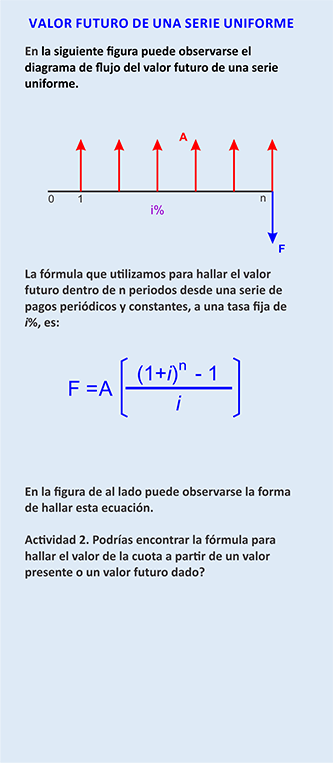 VALOR FUTURO DE UNA SERIE UNIFORME
En la siguiente figura puede observarse el
diagrama de flujo del valor futuro de una serie
uniforme.
A
0 1 n
i%
F
La fórmula que utilizamos para hallar el valor
futuro dentro de n periodos desde una serie de
pagos periódicos y constantes, a una tasa fija de
i%, es:
F =A [ (1+i)^n - 1 / i ]
En la figura de al lado puede observarse la forma
de hallar esta ecuación.
Actividad 2. Podrías encontrar la fórmula para
hallar el valor de la cuota a partir de un valor
presente o un valor futuro dado?